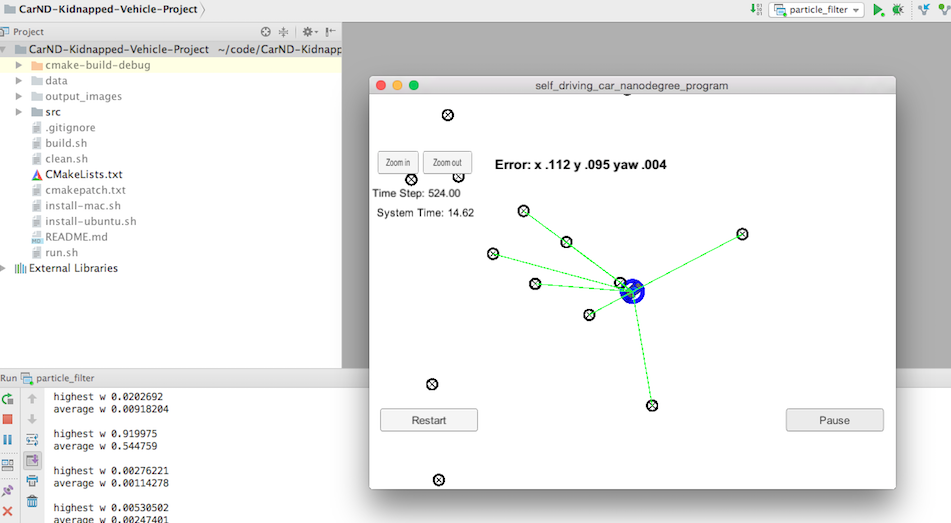 CarND-Kidnapped-Vehicle-Project
particle_filter
Project
CarND-Kidnapped-Vehicle-Project ~/code/CarND-Kidnapp
cmake-build-debug
data
output_images
src
.gitignore
build.sh
clean.sh
CMakeLists.txt
cmakepatch.txt
install-mac.sh
install-ubuntu.sh
README.md
run.sh
External Libraries
self_driving_car_nanodegree_program
Zoom in
Zoom out
Error: x .112 y .095 yaw .004
Time Step: 524.00
System Time: 14.62
Restart
Pause
Run particle_filter
highest w 0.0202692
average w 0.00918204
highest w 0.919975
average w 0.544759
highest w 0.00276221
average w 0.00114278
highest w 0.00530502
average w 0.00247401